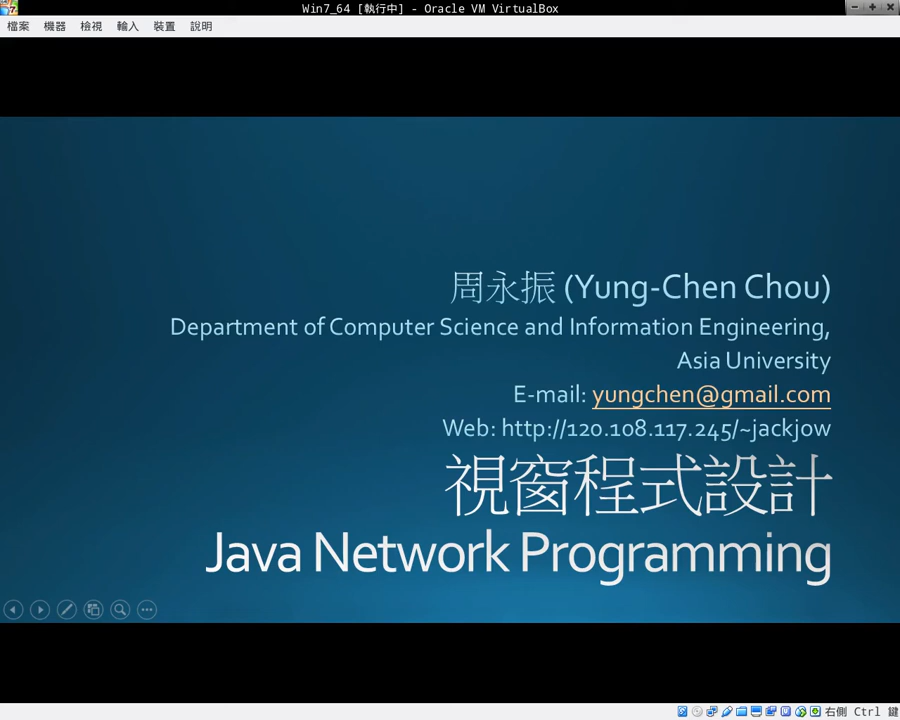 Win7_64 [執行中] - Oracle VM VirtualBox
檔案 機器 檢視 輸入 裝置 說明
周永振 (Yung-Chen Chou)
Department of Computer Science and Information Engineering,
Asia University
E-mail: yungchen@gmail.com
Web: http://120.108.117.245/~jackjow
視窗程式設計
Java Network Programming
右側 Ctrl 鍵